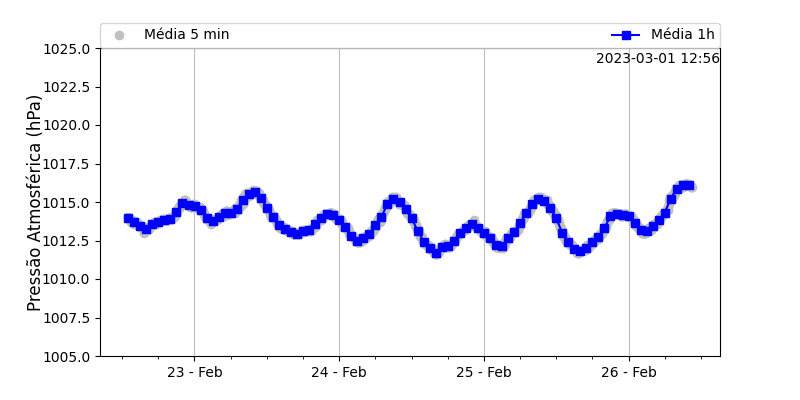 Média 5 min
Média 1h
2023-03-01 12:56
Pressão Atmosférica (hPa)
1025.0
1022.5
1020.0
1017.5
1015.0
1012.5
1010.0
1007.5
1005.0
23 - Feb
24 - Feb
25 - Feb
26 - Feb